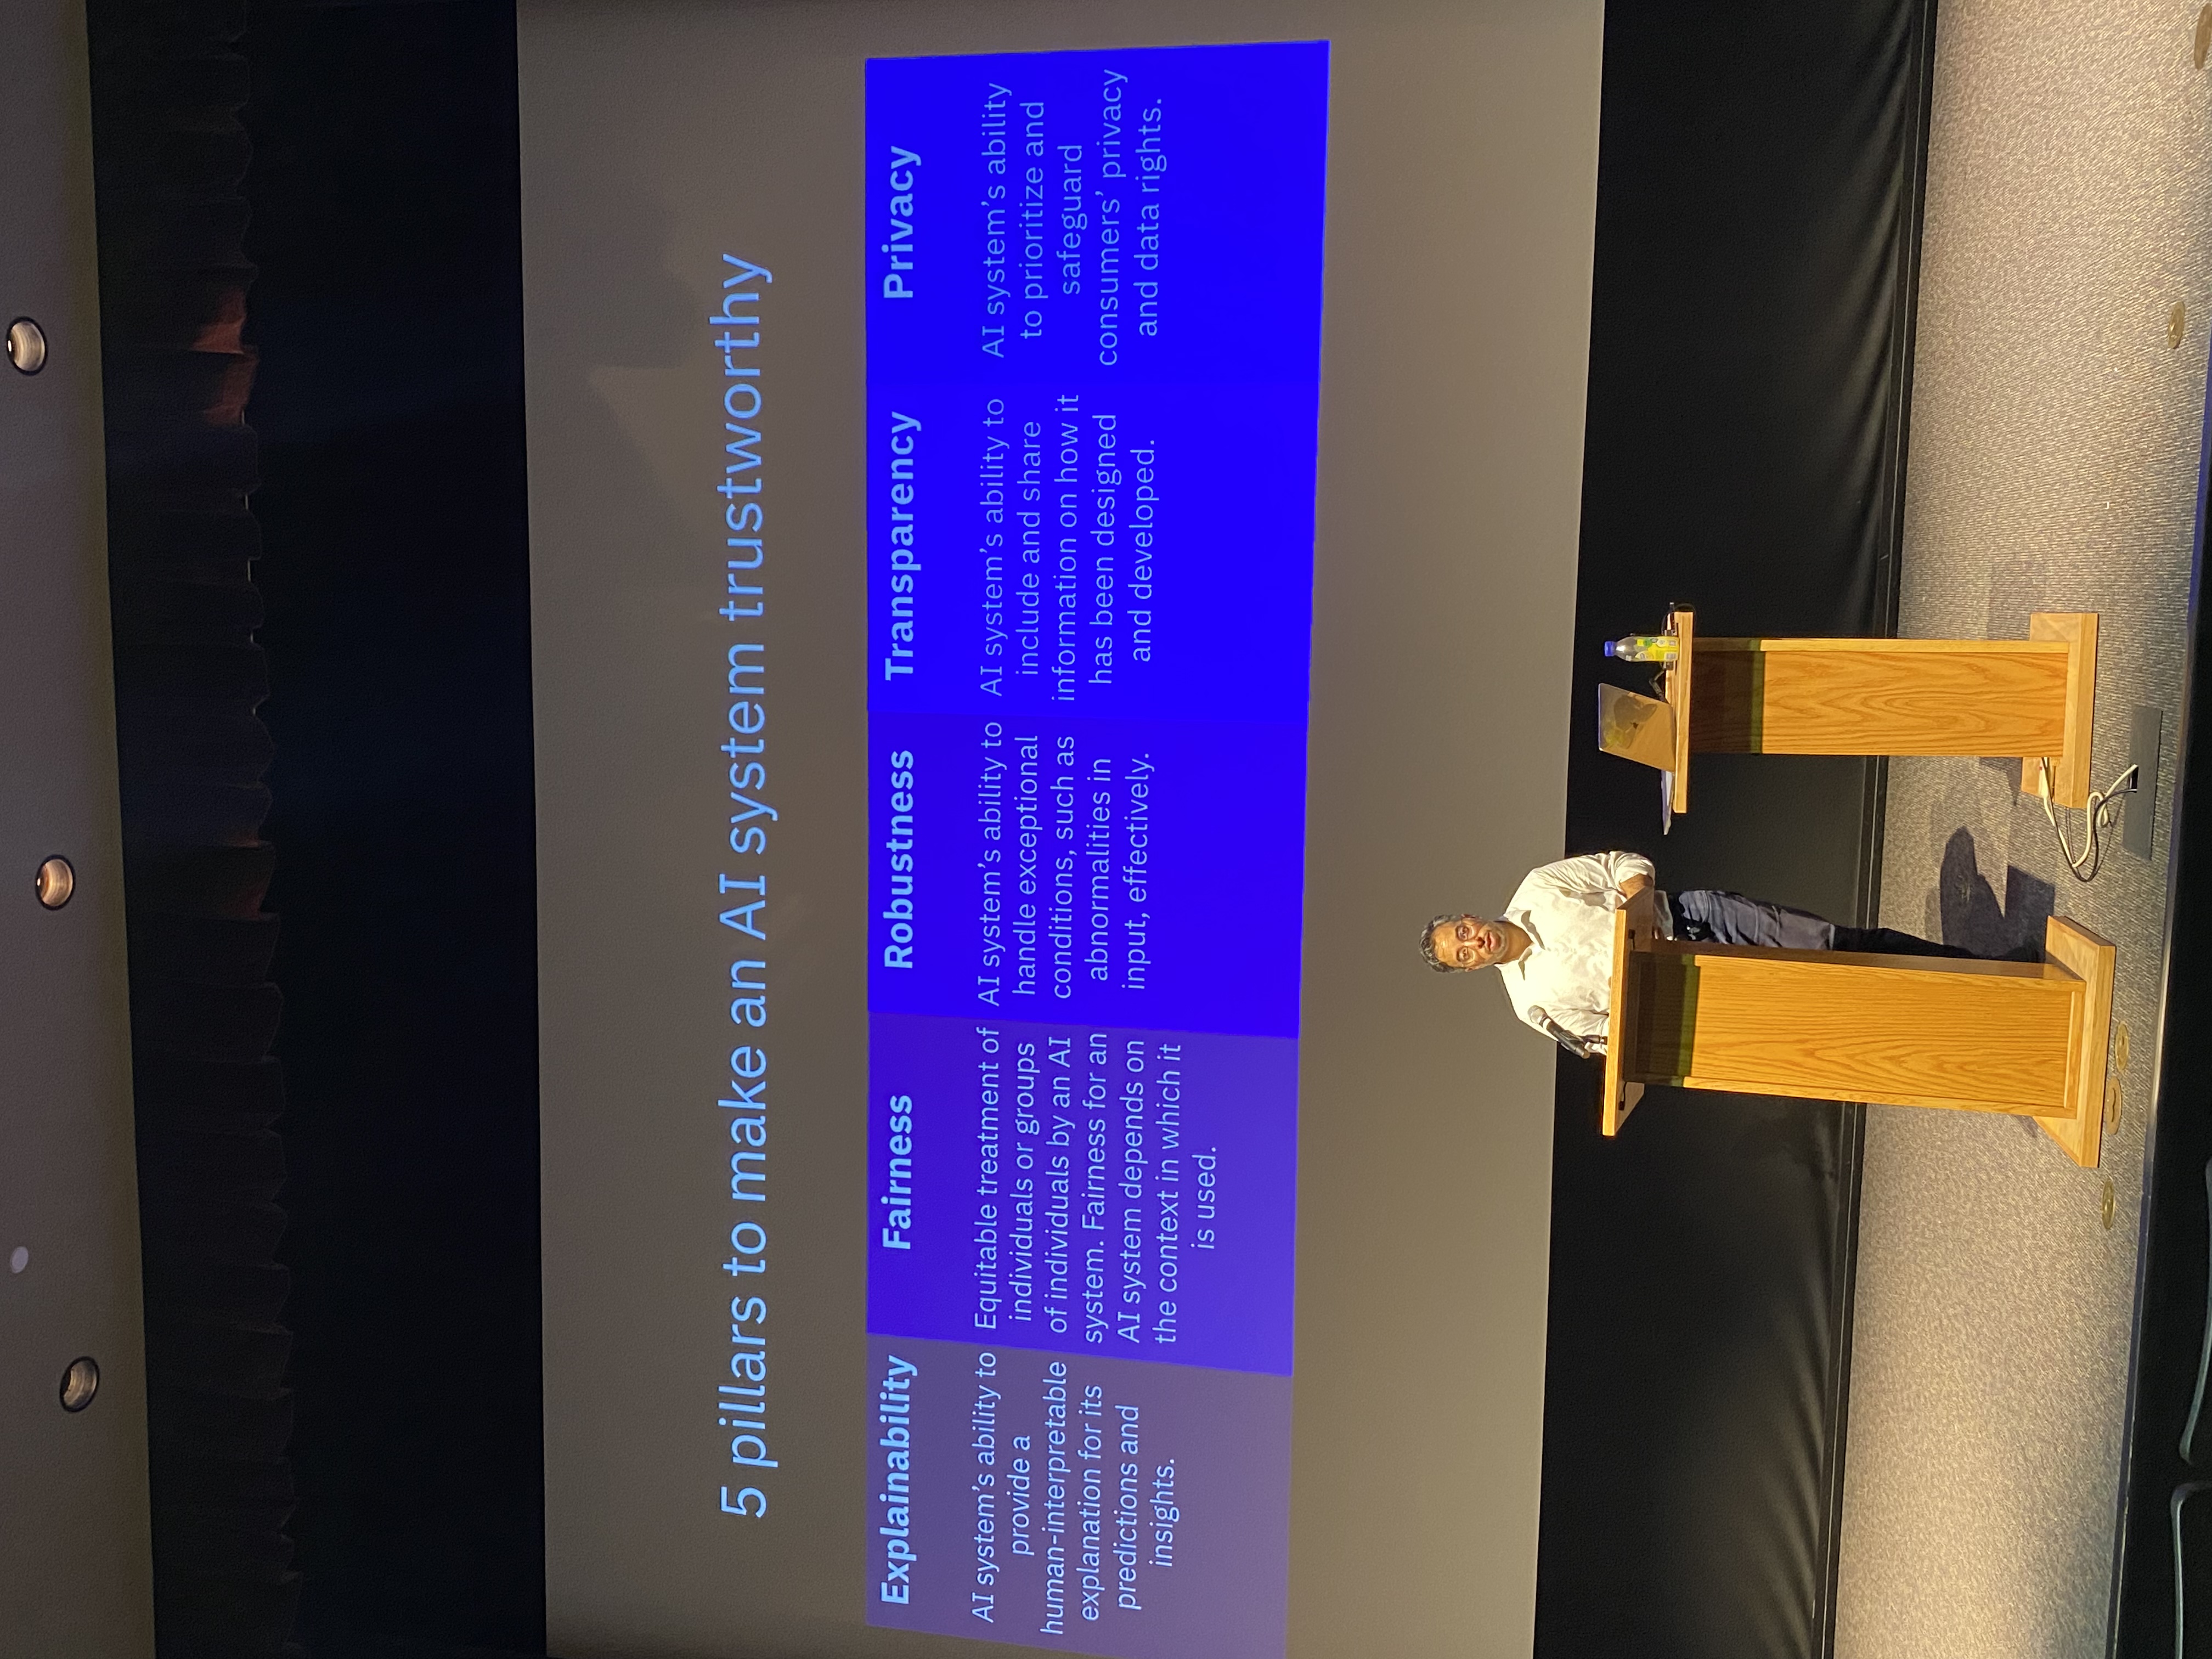 5 pillars to make an AI system trustworthy
Explainability
AI system's ability to
provide a
human-interpretable
explanation for its
predictions and
insights.
Fairness
Equitable treatment of
individuals or groups
of individuals by an AI
system. Fairness for an
AI system depends on
the context in which it
is used.
Robustness
AI system's ability to
handle exceptional
conditions, such as
abnormalities in
input, effectively.
Transparency
AI system's ability to
include and share
information on how it
has been designed
and developed.
Privacy
AI system's ability
to prioritize and
safeguard
consumers' privacy
and data rights.